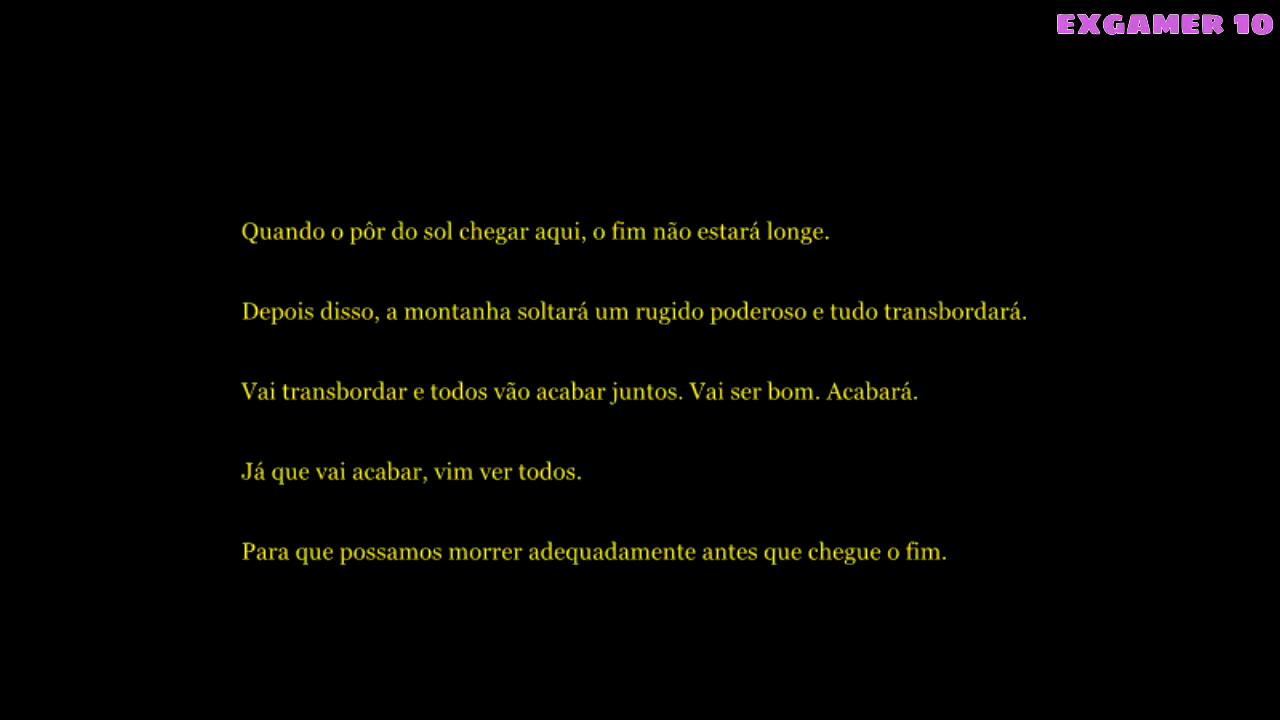 EXGAMER 10
Quando o pôr do sol chegar aqui, o fim não estará longe.
Depois disso, a montanha soltará um rugido poderoso e tudo transbordará.
Vai transbordar e todos vão acabar juntos. Vai ser bom. Acabará.
Já que vai acabar, vim ver todos.
Para que possamos morrer adequadamente antes que chegue o fim.